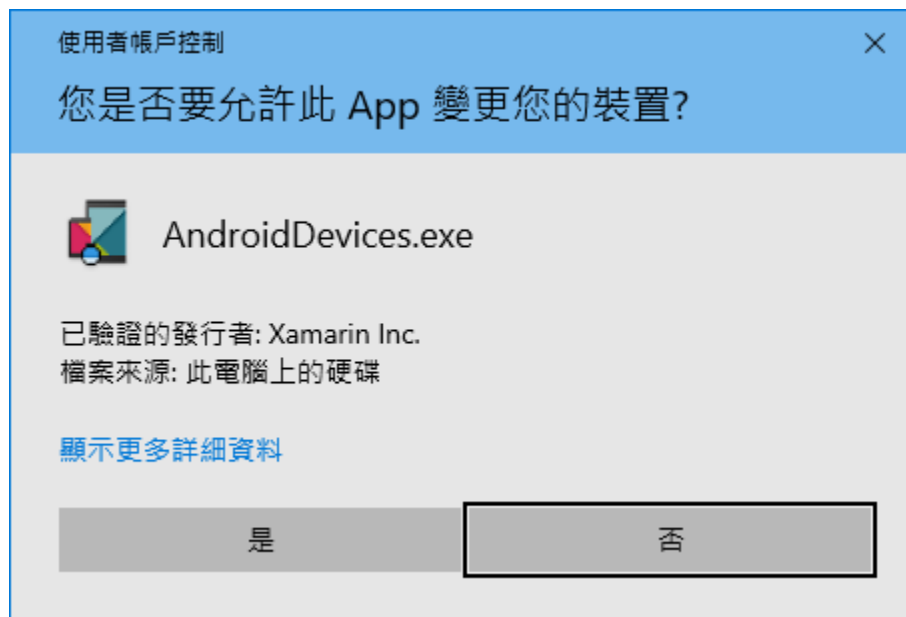 使用者帳戶控制
您是否要允許此 App 變更您的裝置?
AndroidDevices.exe
已驗證的發行者: Xamarin Inc.
檔案來源: 此電腦上的硬碟
顯示更多詳細資料
是
否